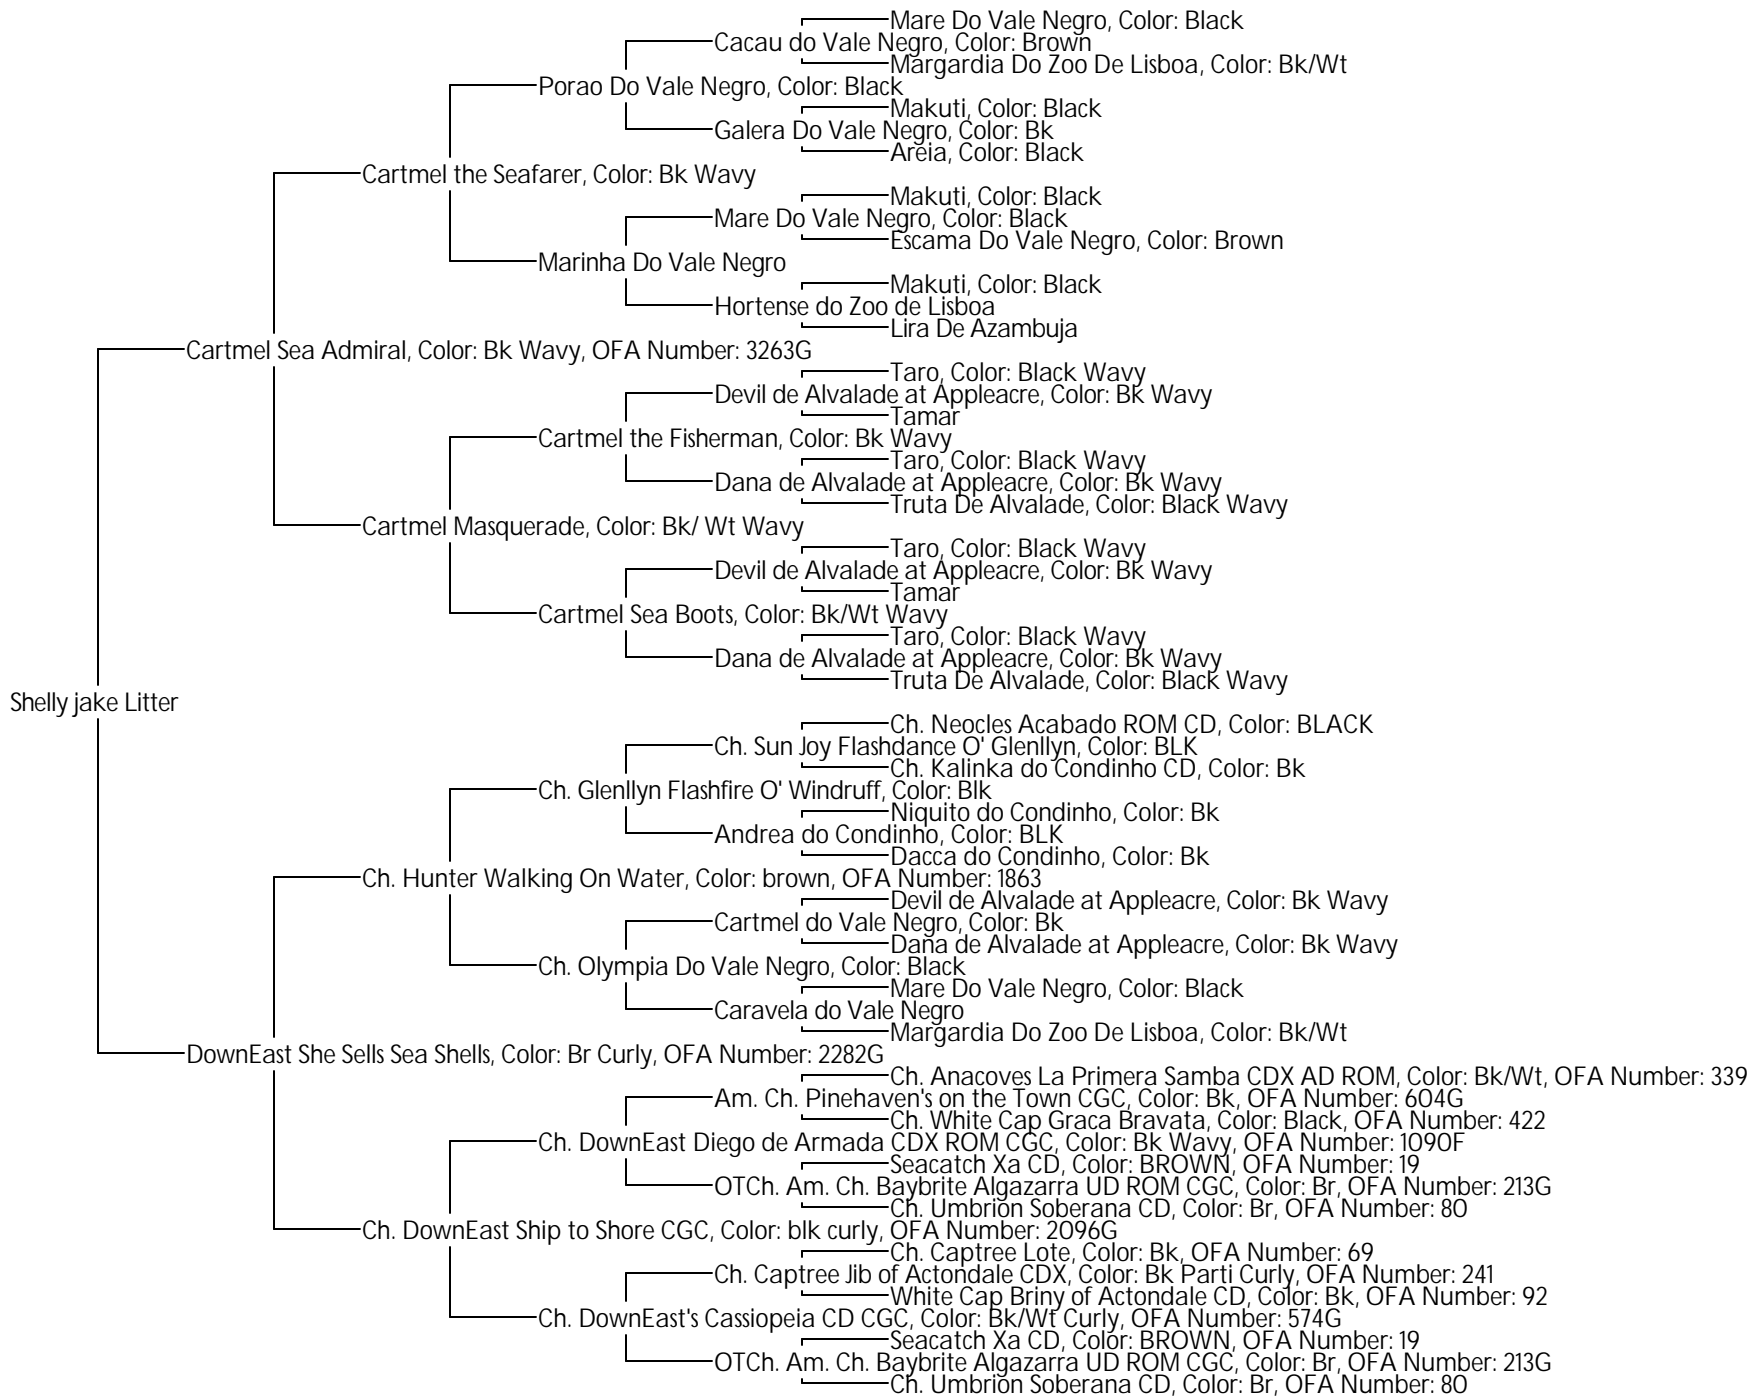 Mare Do Vale Negro, Color: Black
Cacau do Vale Negro, Color: Brown
Margardia Do Zoo De Lisboa, Color: Bk/Wt
Porao Do Vale Negro, Color: Black
Makuti, Color: Black
Galera Do Vale Negro, Color: Bk
Areia, Color: Black
Cartmel the Seafarer, Color: Bk Wavy
Makuti, Color: Black
Mare Do Vale Negro, Color: Black
Escama Do Vale Negro, Color: Brown
Marinha Do Vale Negro
Makuti, Color: Black
Hortense do Zoo de Lisboa
Lira De Azambuja
Cartmel Sea Admiral, Color: Bk Wavy, OFA Number: 3263G
Taro, Color: Black Wavy
Devil de Alvalade at Appleacre, Color: Bk Wavy
Tamar
Cartmel the Fisherman, Color: Bk Wavy
Taro, Color: Black Wavy
Dana de Alvalade at Appleacre, Color: Bk Wavy
Truta De Alvalade, Color: Black Wavy
Cartmel Masquerade, Color: Bk/ Wt Wavy
Taro, Color: Black Wavy
Devil de Alvalade at Appleacre, Color: Bk Wavy
Tamar
Cartmel Sea Boots, Color: Bk/Wt Wavy
Taro, Color: Black Wavy
Dana de Alvalade at Appleacre, Color: Bk Wavy
Truta De Alvalade, Color: Black Wavy
Shelly jake Litter
Ch. Neocles Acabado ROM CD, Color: BLACK
Ch. Sun Joy Flashdance O' Glenllyn, Color: BLK
Ch. Kalinka do Condinho CD, Color: Bk
Ch. Glenllyn Flashfire O' Windruff, Color: Blk
Niquito do Condinho, Color: Bk
Andrea do Condinho, Color: BLK
Dacca do Condinho, Color: Bk
Ch. Hunter Walking On Water, Color: brown, OFA Number: 1863
Devil de Alvalade at Appleacre, Color: Bk Wavy
Cartmel do Vale Negro, Color: Bk
Dana de Alvalade at Appleacre, Color: Bk Wavy
Ch. Olympia Do Vale Negro, Color: Black
Mare Do Vale Negro, Color: Black
Caravela do Vale Negro
Margardia Do Zoo De Lisboa, Color: Bk/Wt
DownEast She Sells Sea Shells, Color: Br Curly, OFA Number: 2282G
Ch. Anacoves La Primera Samba CDX AD ROM, Color: Bk/Wt, OFA Number: 339
Am. Ch. Pinehaven's on the Town CGC, Color: Bk, OFA Number: 604G
Ch. White Cap Graca Bravata, Color: Black, OFA Number: 422
Ch. DownEast Diego de Armada CDX ROM CGC, Color: Bk Wavy, OFA Number: 1090F
Seacatch Xa CD, Color: BROWN, OFA Number: 19
OTCh. Am. Ch. Baybrite Algazarra UD ROM CGC, Color: Br, OFA Number: 213G
Ch. Umbrion Soberana CD, Color: Br, OFA Number: 80
Ch. DownEast Ship to Shore CGC, Color: blk curly, OFA Number: 2096G
Ch. Captree Lote, Color: Bk, OFA Number: 69
Ch. Captree Jib of Actondale CDX, Color: Bk Parti Curly, OFA Number: 241
White Cap Briny of Actondale CD, Color: Bk, OFA Number: 92
Ch. DownEast's Cassiopeia CD CGC, Color: Bk/Wt Curly, OFA Number: 574G
Seacatch Xa CD, Color: BROWN, OFA Number: 19
OTCh. Am. Ch. Baybrite Algazarra UD ROM CGC, Color: Br, OFA Number: 213G
Ch. Umbrion Soberana CD, Color: Br, OFA Number: 80